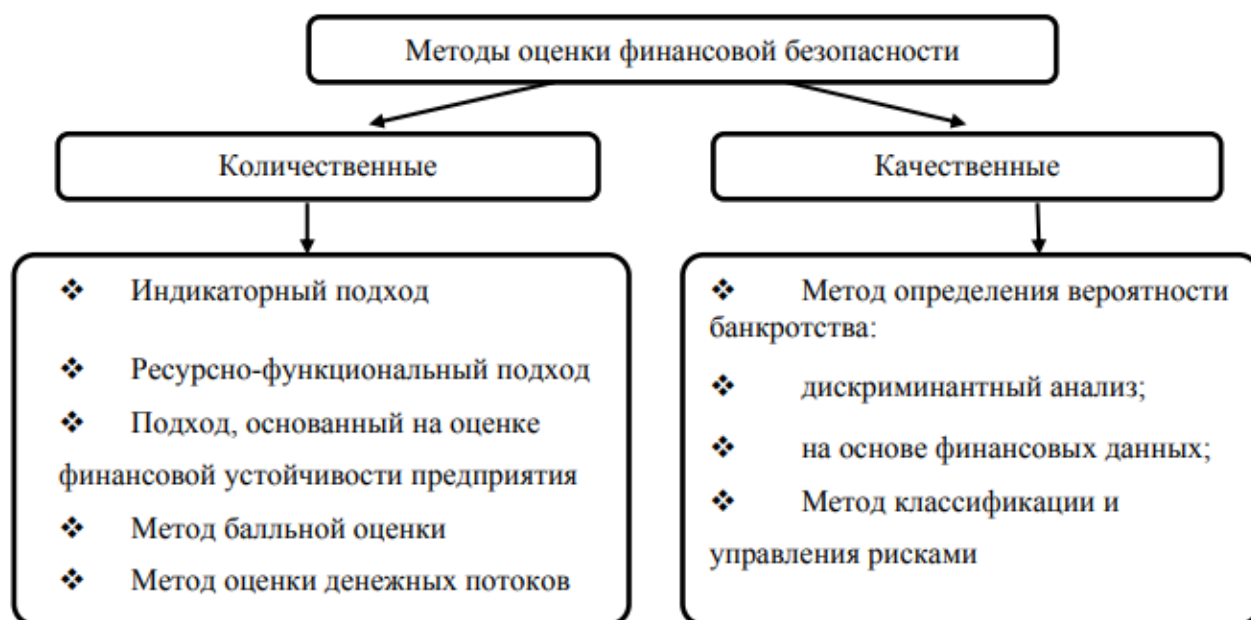 Методы оценки финансовой безопасности
Количественные
Качественные
❖ Индикаторный подход
❖ Ресурсно-функциональный подход
❖ Подход, основанный на оценке
финансовой устойчивости предприятия
❖ Метод балльной оценки
❖ Метод оценки денежных потоков
❖ Метод определения вероятности
банкротства:
❖ дискриминантный анализ;
❖ на основе финансовых данных;
❖ Метод классификации и
управления рисками